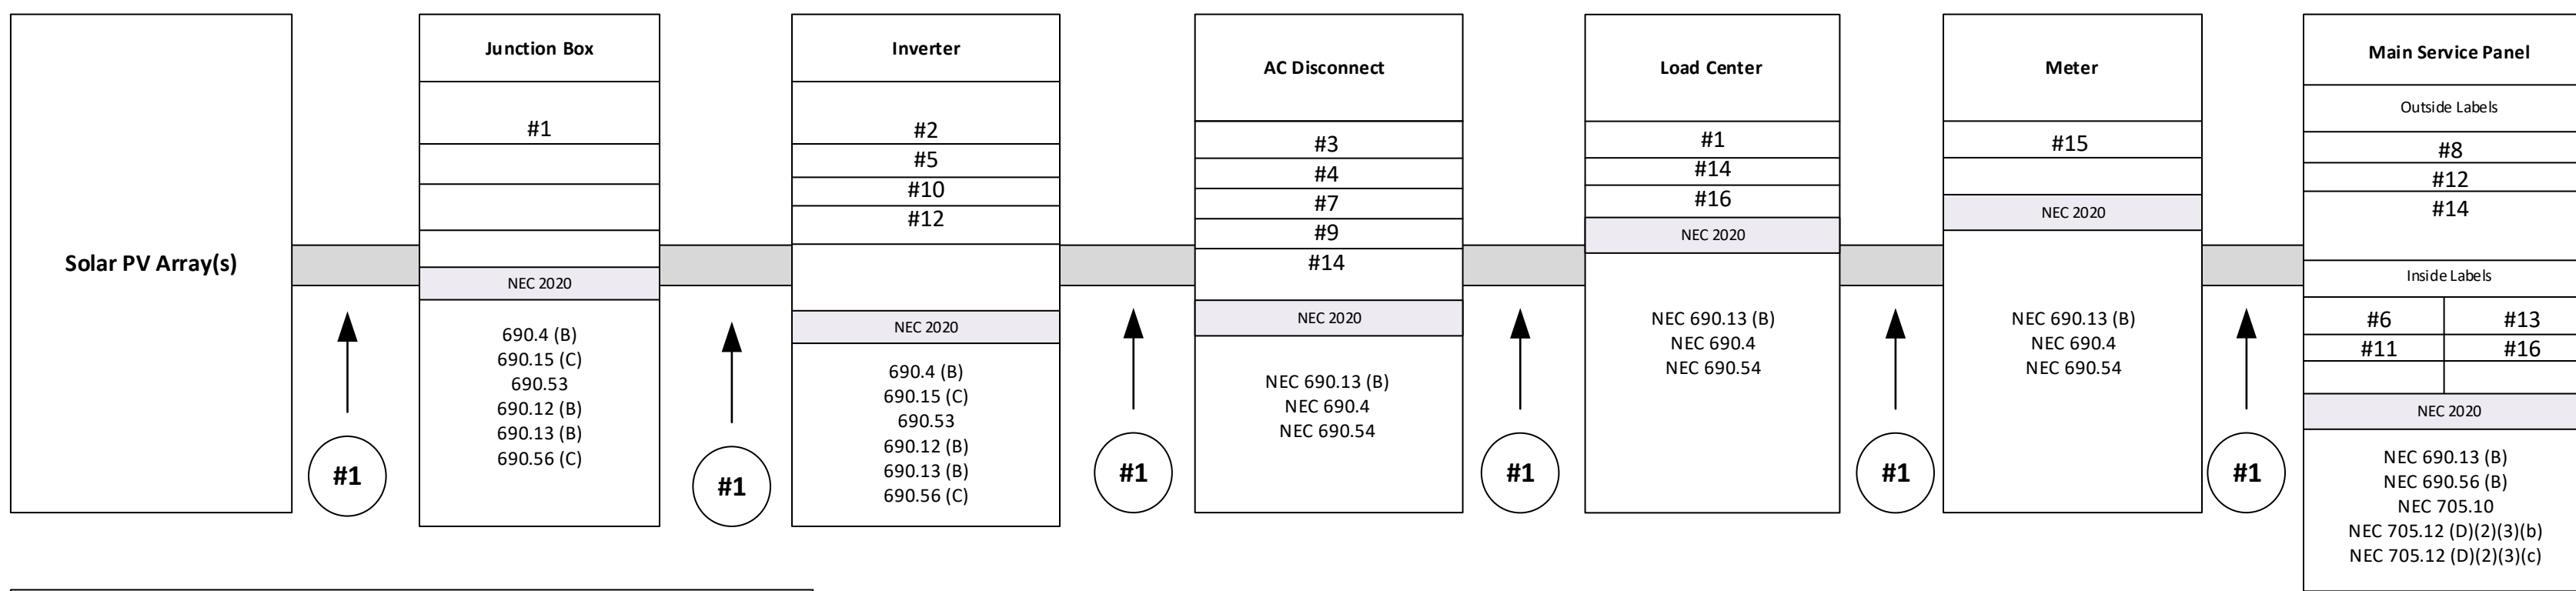 Solar PV Array(s)
#1
Junction Box
#1
NEC 2020
690.4 (B)
690.15 (C)
690.53
690.12 (B)
690.13 (B)
690.56 (C)
#1
Inverter
#2
#5
#10
#12
NEC 2020
690.4 (B)
690.15 (C)
690.53
690.12 (B)
690.13 (B)
690.56 (C)
#1
AC Disconnect
#3
#4
#7
#9
#14
NEC 2020
NEC 690.13 (B)
NEC 690.4
NEC 690.54
#1
Load Center
#1
#14
#16
NEC 2020
NEC 690.13 (B)
NEC 690.4
NEC 690.54
#1
Meter
#15
NEC 2020
NEC 690.13 (B)
NEC 690.4
NEC 690.54
#1
Main Service Panel
Outside Labels
#8
#12
#14
Inside Labels
#6 #13
#11 #16
NEC 2020
NEC 690.13 (B)
NEC 690.56 (B)
NEC 705.10
NEC 705.12 (D)(2)(3)(b)
NEC 705.12 (D)(2)(3)(c)